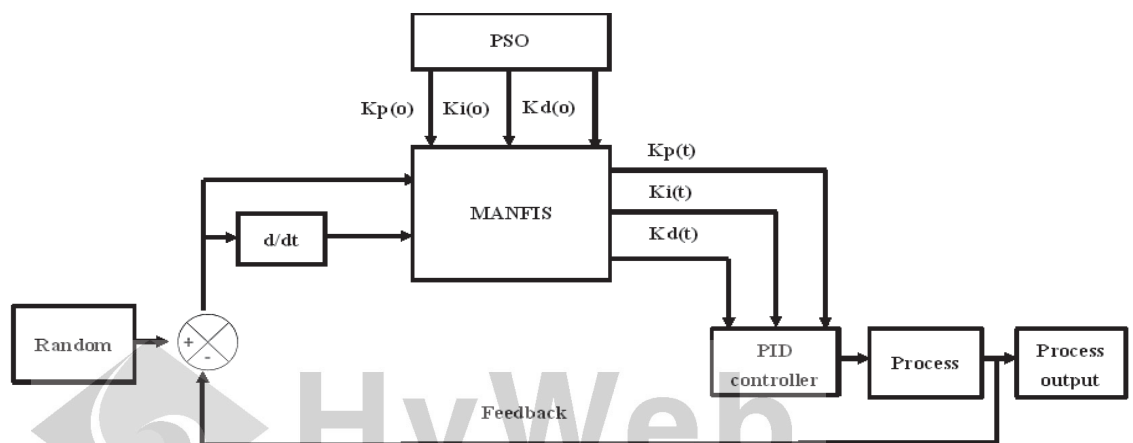 PSO
Kp(o)
Ki(o)
Kd(o)
MANFIS
Kp(t)
Ki(t)
Kd(t)
d/dt
Random
+
-
PID
controller
Process
Process
output
Feedback
HyWeb